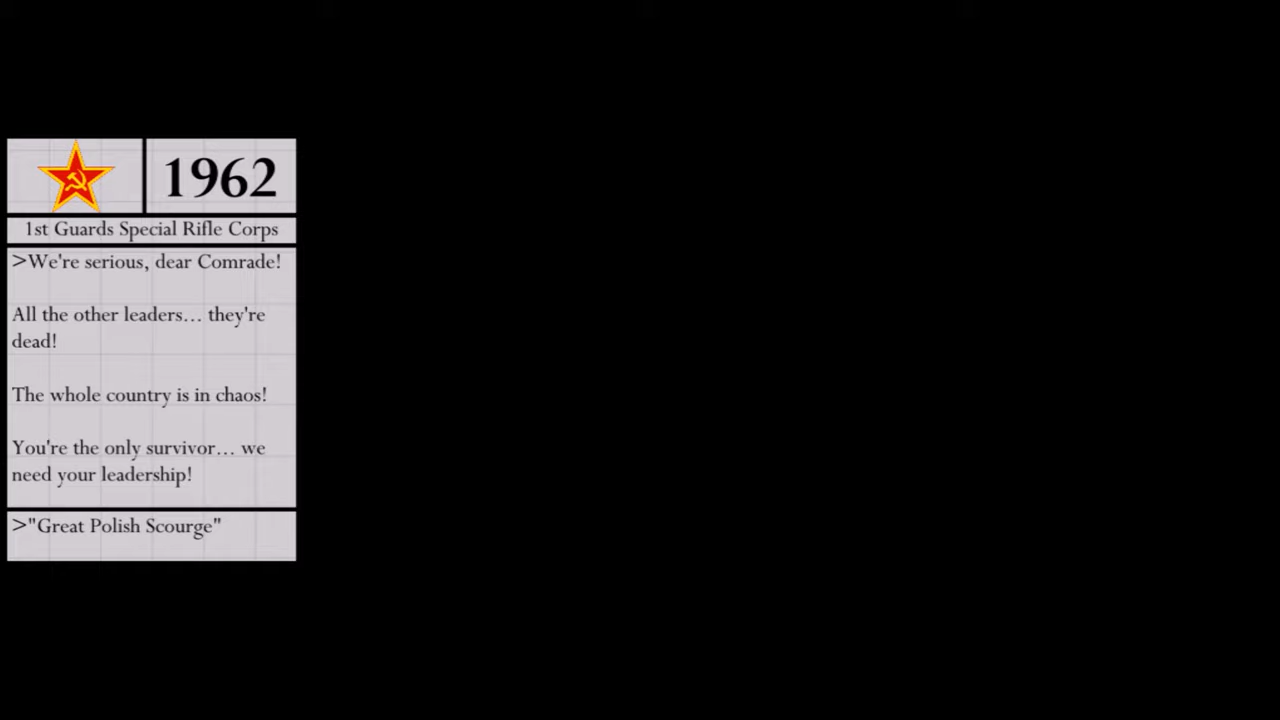 1962
1st Guards Special Rifle Corps
>We're serious, dear Comrade!
All the other leaders... they're
dead!
The whole country is in chaos!
You're the only survivor... we
need your leadership!
>"Great Polish Scourge"